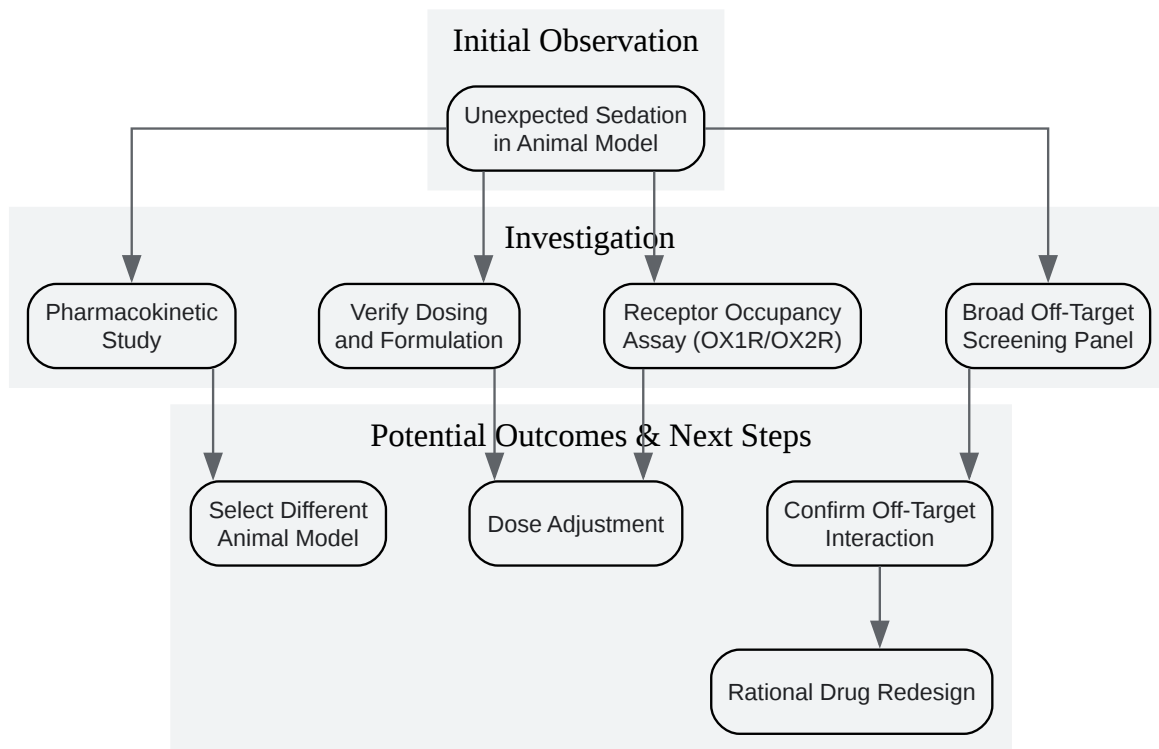 Initial Observation
Unexpected Sedation
in Animal Model
Investigation
Pharmacokinetic
Study
Verify Dosing
and Formulation
Receptor Occupancy
Assay (OX1R/OX2R)
Broad Off-Target
Screening Panel
Potential Outcomes & Next Steps
Select Different
Animal Model
Dose Adjustment
Confirm Off-Target
Interaction
Rational Drug Redesign